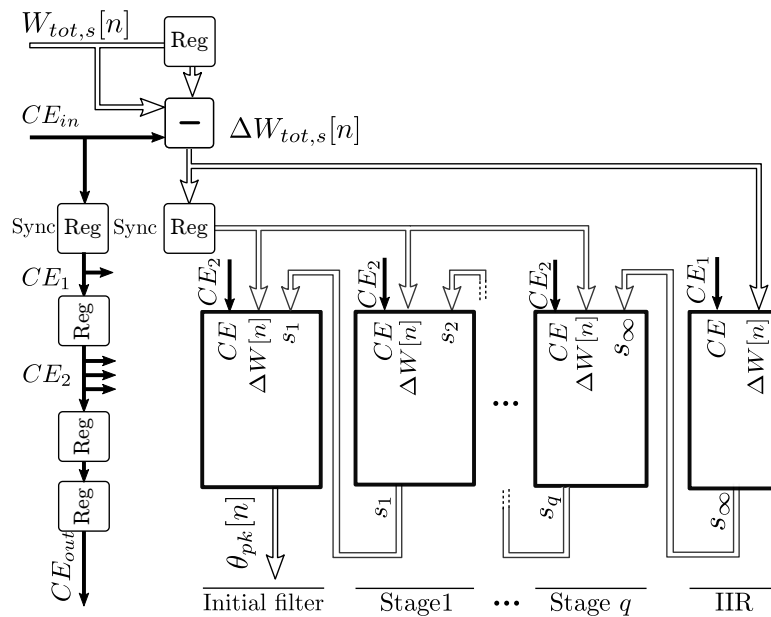 W_{tot,s}[n]
Reg
CE_{in}
−
ΔW_{tot,s}[n]
Sync Reg Sync Reg
CE_1
Reg
CE_2
Reg
Reg
CE_{out}
CE_2 CE_2 CE_2 CE_1
CE ΔW[n] s_1
CE ΔW[n] s_2
CE ΔW[n] s_∞
CE ΔW[n]
...
θ_{pk}[n] s_1 s_q s_∞
Initial filter Stage1 ... Stage q IIR